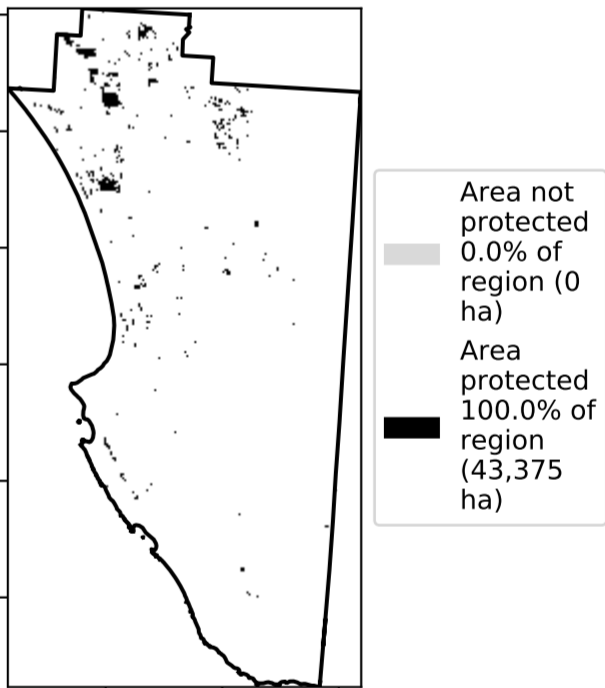 Area not
protected
0.0% of
region (0
ha)
Area
protected
100.0% of
region
(43,375
ha)